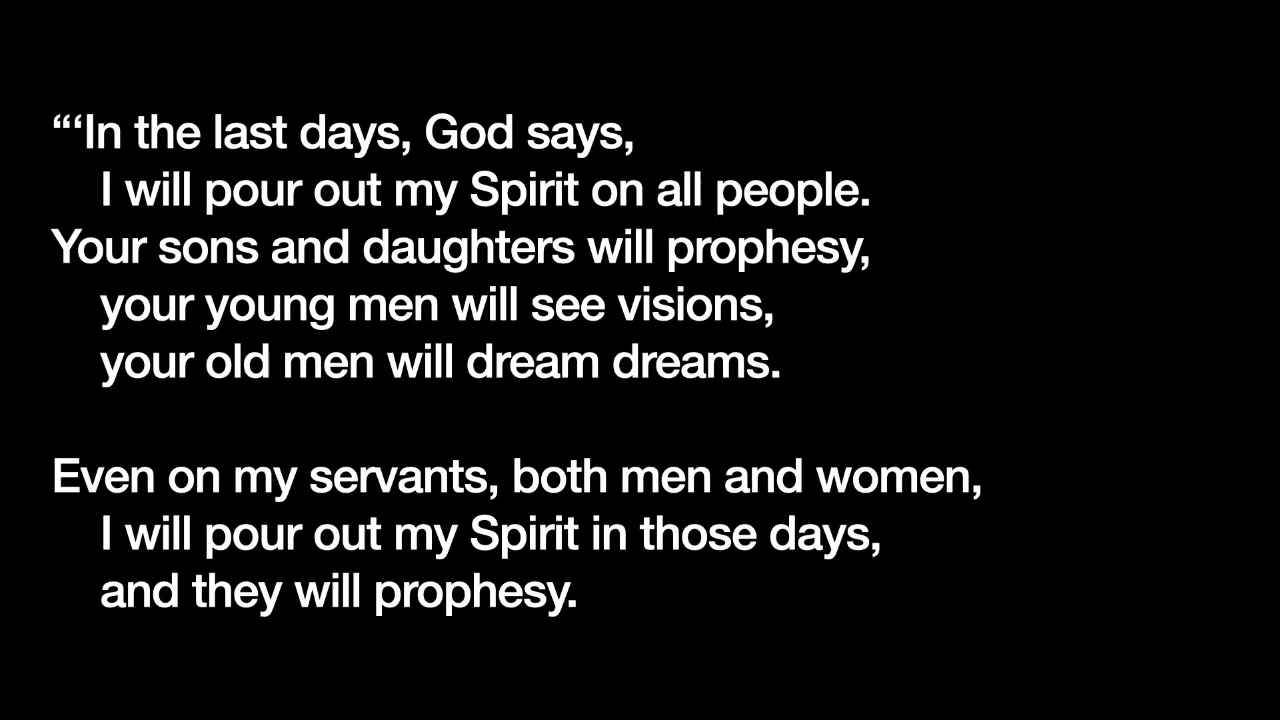 “‘In the last days, God says,
I will pour out my Spirit on all people.
Your sons and daughters will prophesy,
your young men will see visions,
your old men will dream dreams.
Even on my servants, both men and women,
I will pour out my Spirit in those days,
and they will prophesy.